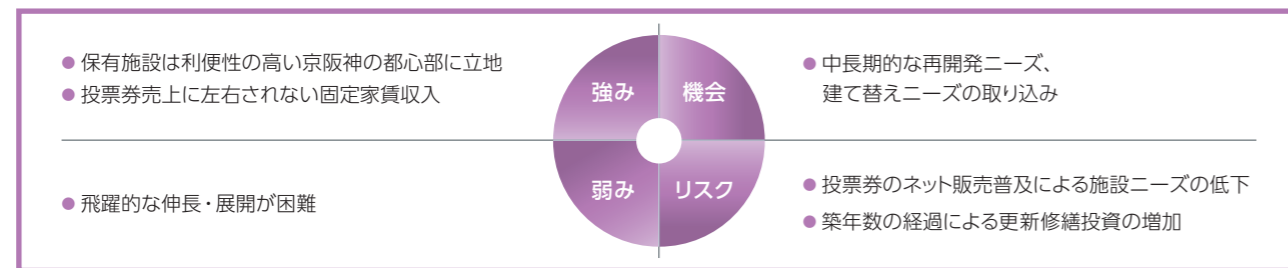 ● 保有施設は利便性の高い京阪神の都心部に立地
● 投票券売上に左右されない固定家賃収入
強み
機会
● 中長期的な再開発ニーズ、
建て替えニーズの取り込み
● 飛躍的な伸長・展開が困難
弱み
リスク
● 投票券のネット販売普及による施設ニーズの低下
● 築年数の経過による更新修繕投資の増加